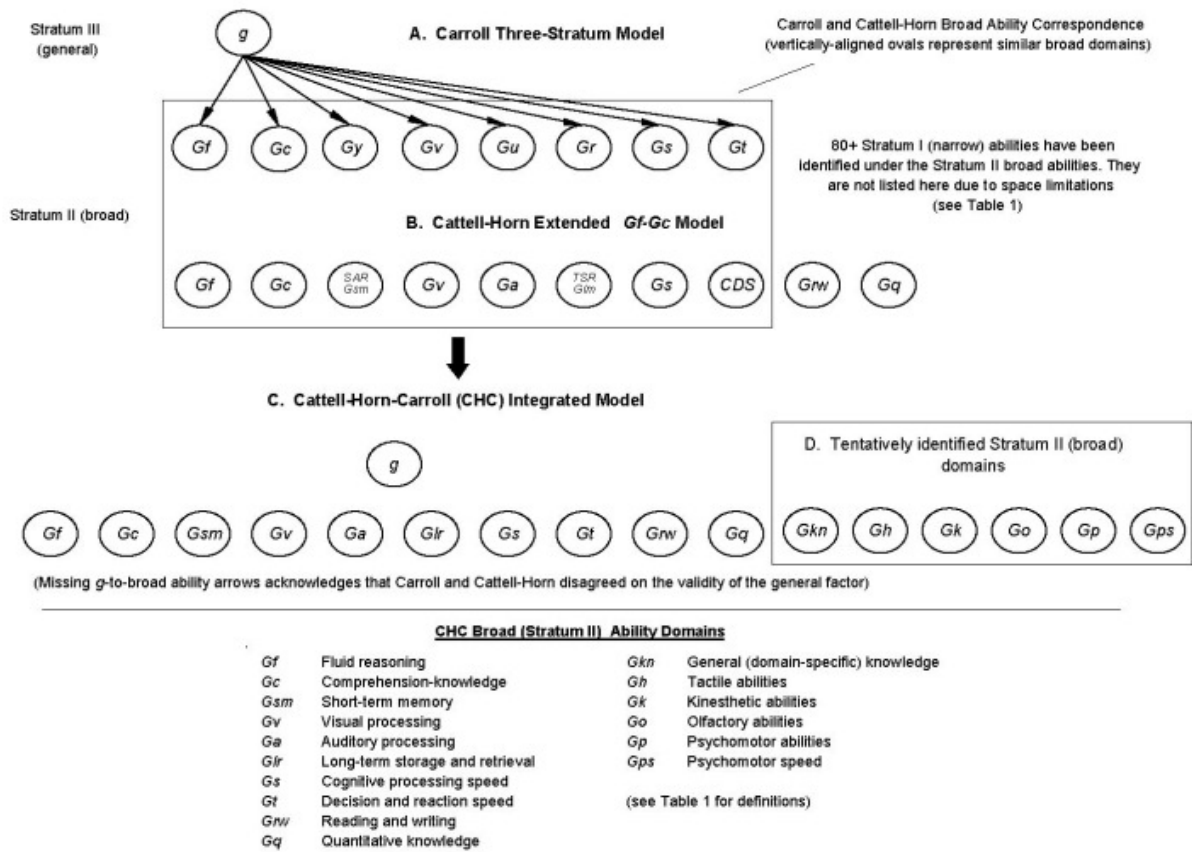 Stratum III
(general)
g
A. Carroll Three-Stratum Model
Carroll and Cattell-Horn Broad Ability Correspondence
(vertically-aligned ovals represent similar broad domains)
Gf Gc Gy Gv Gu Gr Gs Gt
80+ Stratum I (narrow) abilities have been
identified under the Stratum II broad abilities. They
are not listed here due to space limitations
(see Table 1)
Stratum II (broad)
B. Cattell-Horn Extended Gf-Gc Model
Gf Gc SAR Gsm Gv Ga TSR Glm Gs CDS Grw Gq
C. Cattell-Horn-Carroll (CHC) Integrated Model
g
D. Tentatively identified Stratum II (broad)
domains
Gf Gc Gsm Gv Ga Glr Gs Gt Grw Gq Gkn Gh Gk Go Gp Gps
(Missing g-to-broad ability arrows acknowledges that Carroll and Cattell-Horn disagreed on the validity of the general factor)
CHC Broad (Stratum II) Ability Domains
Gf Fluid reasoning
Gc Comprehension-knowledge
Gsm Short-term memory
Gv Visual processing
Ga Auditory processing
Glr Long-term storage and retrieval
Gs Cognitive processing speed
Gt Decision and reaction speed
Grw Reading and writing
Gq Quantitative knowledge
Gkn General (domain-specific) knowledge
Gh Tactile abilities
Gk Kinesthetic abilities
Go Olfactory abilities
Gp Psychomotor abilities
Gps Psychomotor speed
(see Table 1 for definitions)